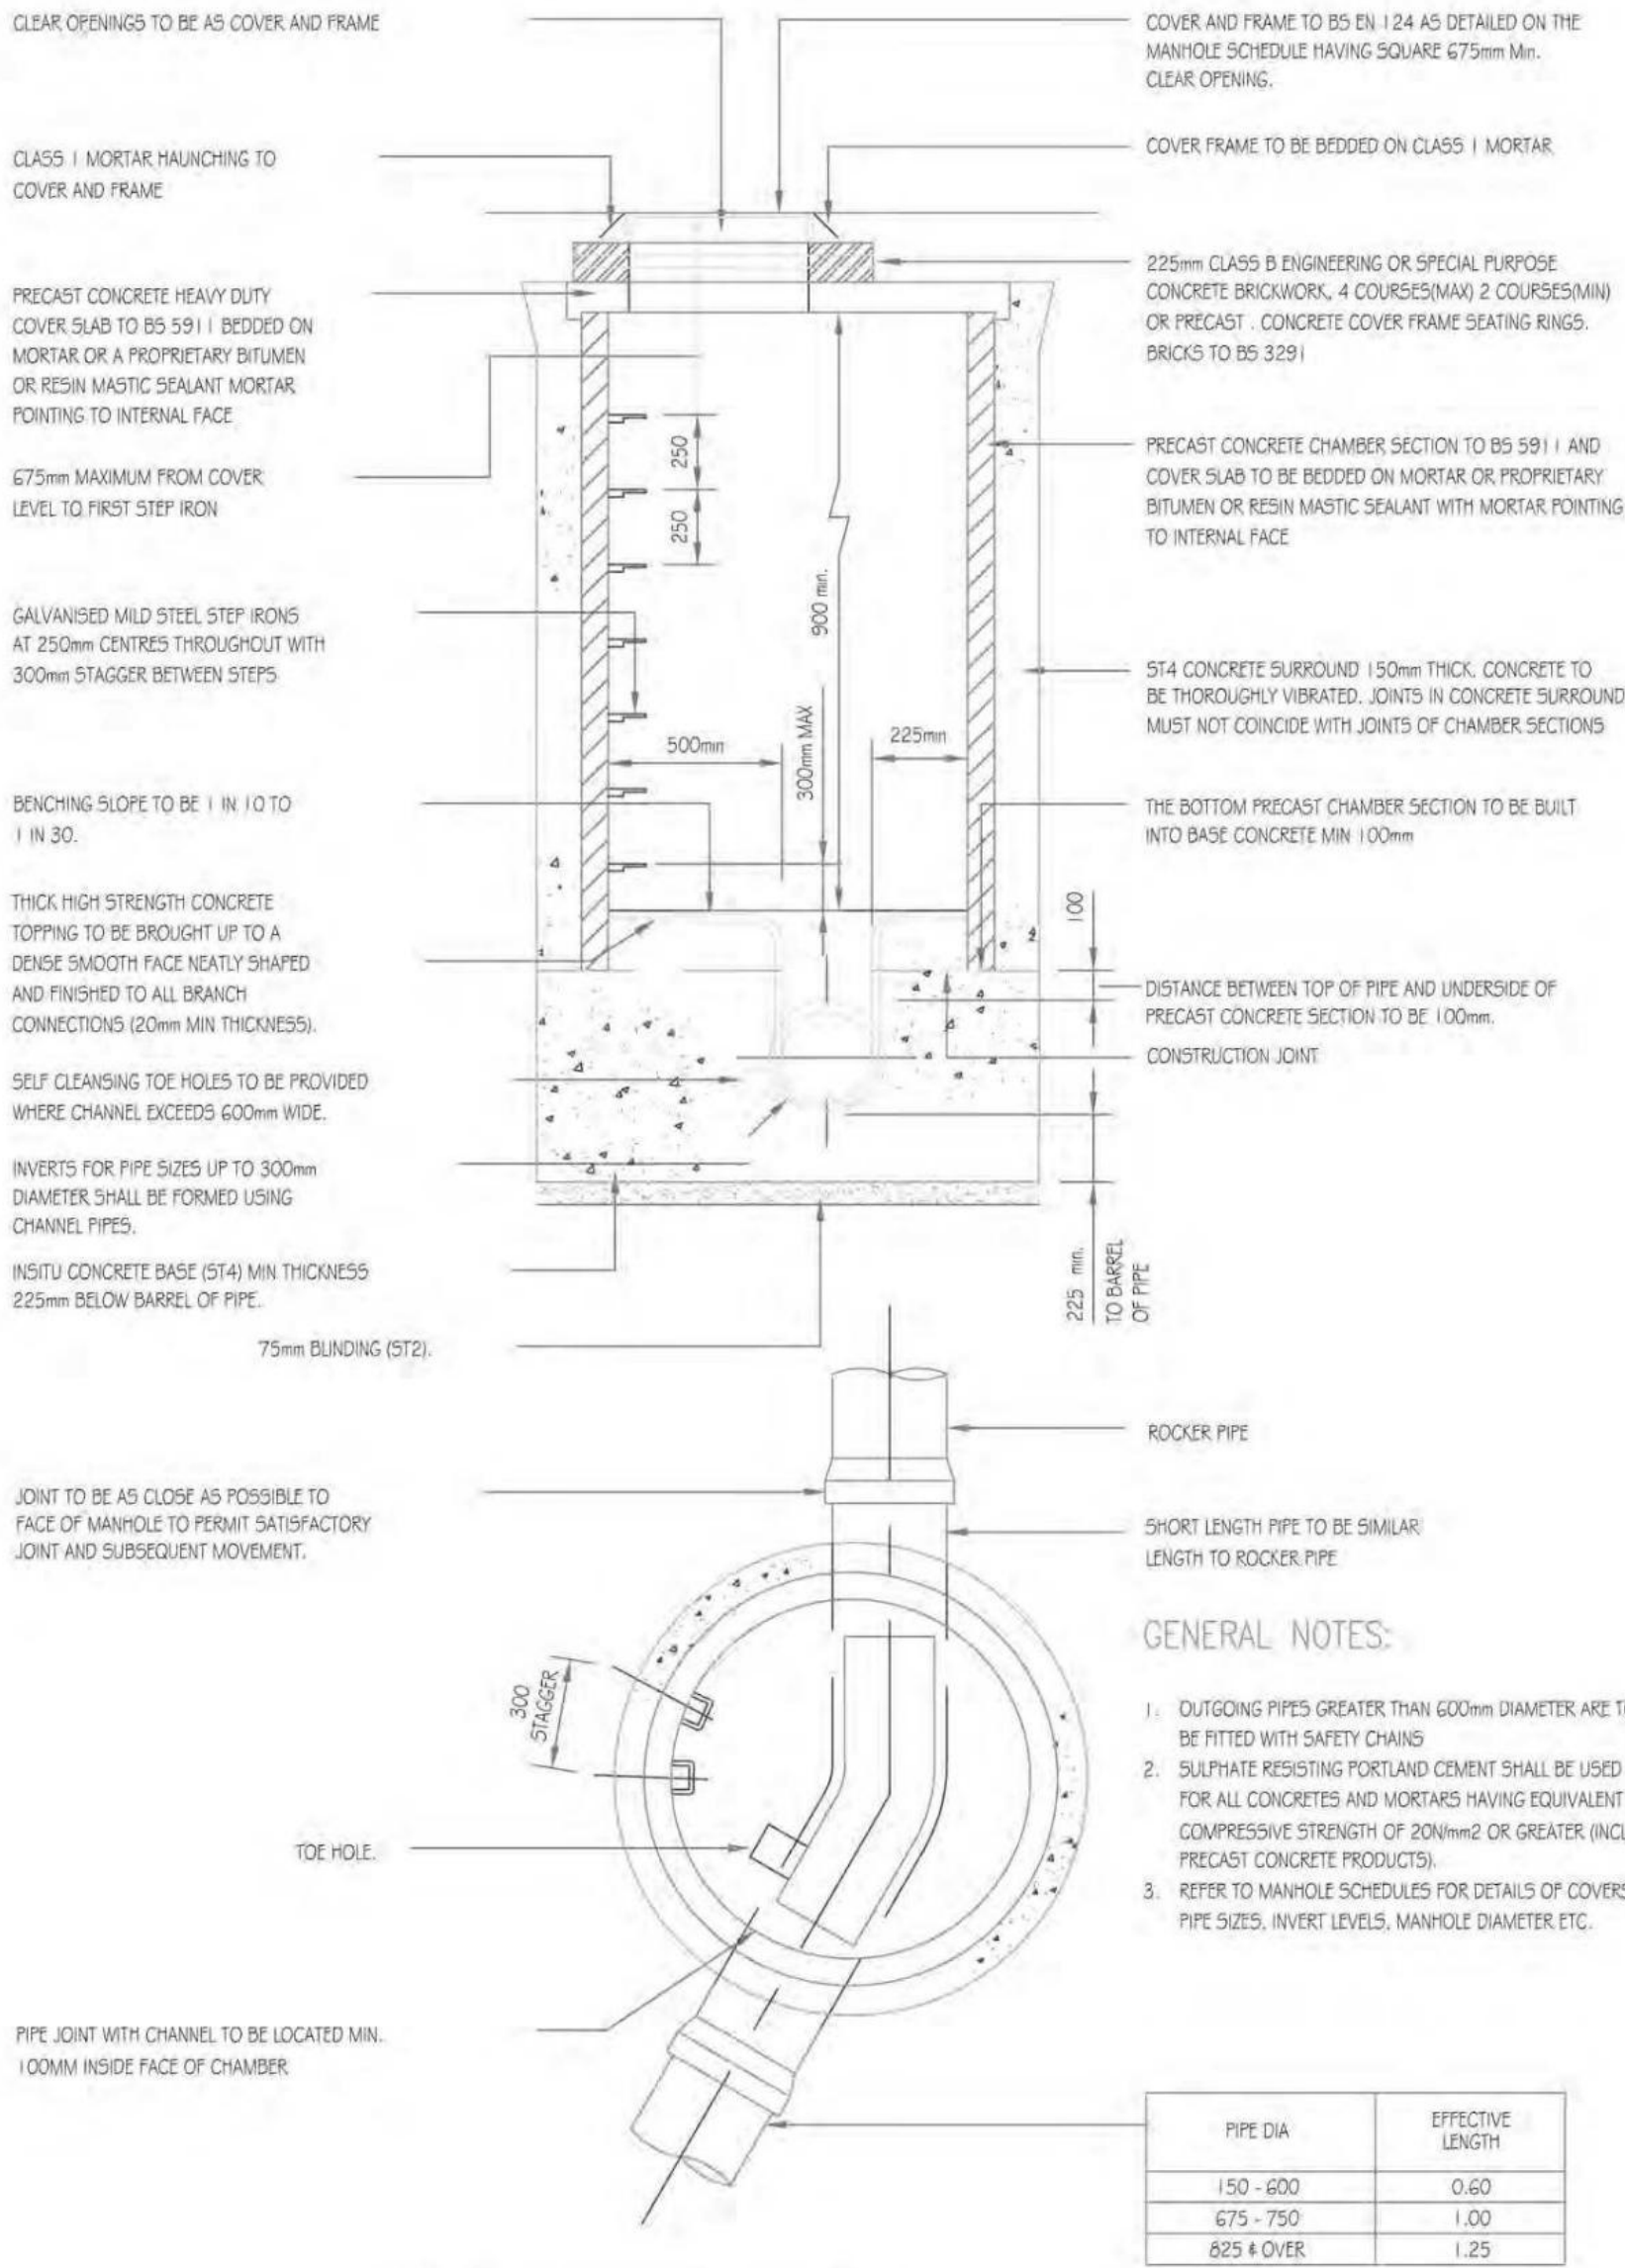 CLEAR OPENINGS TO BE AS COVER AND FRAME
COVER AND FRAME TO BS EN 124 AS DETAILED ON THE
MANHOLE SCHEDULE HAVING SQUARE 675mm Min.
CLEAR OPENING.
CLASS 1 MORTAR HAUNCHING TO
COVER AND FRAME
COVER FRAME TO BE BEDDED ON CLASS 1 MORTAR
PRECAST CONCRETE HEAVY DUTY
COVER SLAB TO BS 5911 BEDDED ON
MORTAR OR A PROPRIETARY BITUMEN
OR RESIN MASTIC SEALANT MORTAR
POINTING TO INTERNAL FACE
225mm CLASS B ENGINEERING OR SPECIAL PURPOSE
CONCRETE BRICKWORK, 4 COURSES(MAX) 2 COURSES(MIN)
OR PRECAST . CONCRETE COVER FRAME SEATING RINGS.
BRICKS TO BS 3291
675mm MAXIMUM FROM COVER
LEVEL TO FIRST STEP IRON
PRECAST CONCRETE CHAMBER SECTION TO BS 5911 AND
COVER SLAB TO BE BEDDED ON MORTAR OR PROPRIETARY
BITUMEN OR RESIN MASTIC SEALANT WITH MORTAR POINTING
TO INTERNAL FACE
250
250
900 min.
GALVANISED MILD STEEL STEP IRONS
AT 250mm CENTRES THROUGHOUT WITH
300mm STAGGER BETWEEN STEPS
ST4 CONCRETE SURROUND 150mm THICK. CONCRETE TO
BE THOROUGHLY VIBRATED. JOINTS IN CONCRETE SURROUND
MUST NOT COINCIDE WITH JOINTS OF CHAMBER SECTIONS
500min
300mm MAX
225min
BENCHING SLOPE TO BE 1 IN 10 TO
1 IN 30.
THE BOTTOM PRECAST CHAMBER SECTION TO BE BUILT
INTO BASE CONCRETE MIN 100mm
THICK HIGH STRENGTH CONCRETE
TOPPING TO BE BROUGHT UP TO A
DENSE SMOOTH FACE NEATLY SHAPED
AND FINISHED TO ALL BRANCH
CONNECTIONS (20mm MIN THICKNESS).
100
DISTANCE BETWEEN TOP OF PIPE AND UNDERSIDE OF
PRECAST CONCRETE SECTION TO BE 100mm.
CONSTRUCTION JOINT
SELF CLEANSING TOE HOLES TO BE PROVIDED
WHERE CHANNEL EXCEEDS 600mm WIDE.
INVERTS FOR PIPE SIZES UP TO 300mm
DIAMETER SHALL BE FORMED USING
CHANNEL PIPES.
INSITU CONCRETE BASE (ST4) MIN THICKNESS
225mm BELOW BARREL OF PIPE.
225 min.
TO BARREL
OF PIPE
75mm BLINDING (ST2).
ROCKER PIPE
JOINT TO BE AS CLOSE AS POSSIBLE TO
FACE OF MANHOLE TO PERMIT SATISFACTORY
JOINT AND SUBSEQUENT MOVEMENT.
SHORT LENGTH PIPE TO BE SIMILAR
LENGTH TO ROCKER PIPE
300
STAGGER
TOE HOLE.
GENERAL NOTES:
1. OUTGOING PIPES GREATER THAN 600mm DIAMETER ARE T
BE FITTED WITH SAFETY CHAINS
2. SULPHATE RESISTING PORTLAND CEMENT SHALL BE USED
FOR ALL CONCRETES AND MORTARS HAVING EQUIVALENT
COMPRESSIVE STRENGTH OF 20N/mm2 OR GREATER (INCL
PRECAST CONCRETE PRODUCTS).
3. REFER TO MANHOLE SCHEDULES FOR DETAILS OF COVERS
PIPE SIZES, INVERT LEVELS, MANHOLE DIAMETER ETC.
PIPE JOINT WITH CHANNEL TO BE LOCATED MIN.
100MM INSIDE FACE OF CHAMBER
PIPE DIA
EFFECTIVE
LENGTH
150 - 600 0.60
675 - 750 1.00
825 & OVER 1.25